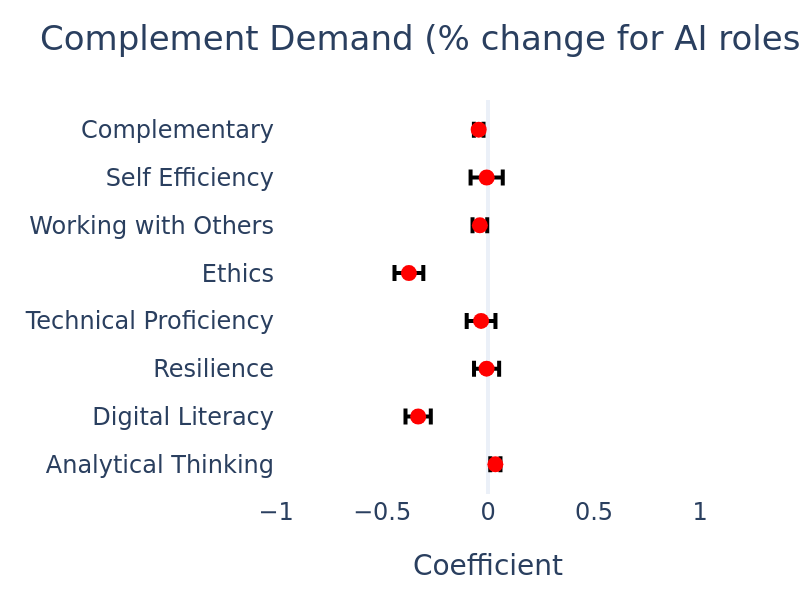 Complement Demand (% change for AI roles
Complementary
Self Efficiency
Working with Others
Ethics
Technical Proficiency
Resilience
Digital Literacy
Analytical Thinking
−1 −0.5 0 0.5 1
Coefficient